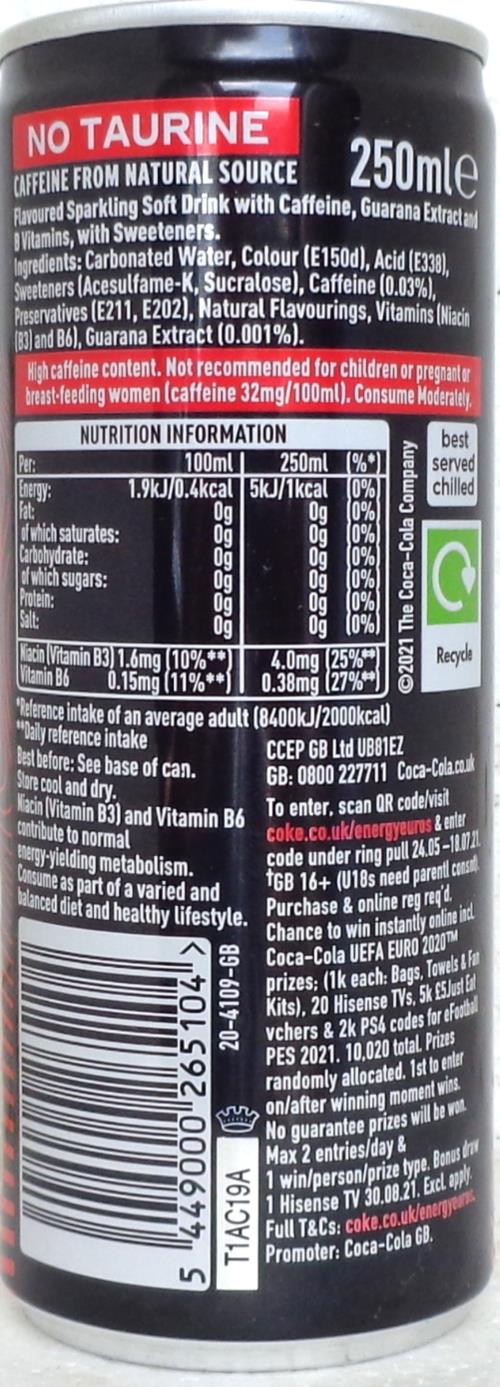 NO TAURINE
CAFFEINE FROM NATURAL SOURCE
250ml e
Flavoured Sparkling Soft Drink with Caffeine, Guarana Extract and
B Vitamins, with Sweeteners.
Ingredients: Carbonated Water, Colour (E150d), Acid (E338),
Sweeteners (Acesulfame-K, Sucralose), Caffeine (0.03%),
Preservatives (E211, E202), Natural Flavourings, Vitamins (Niacin
(B3) and B6), Guarana Extract (0.001%).
High caffeine content. Not recommended for children or pregnant or
breast-feeding women (caffeine 32mg/100ml). Consume Moderately.
NUTRITION INFORMATION
Per: 100ml 250ml (%*)
Energy: 1.9kJ/0.4kcal 5kJ/1kcal (0%)
Fat: 0g 0g (0%)
of which saturates: 0g 0g (0%)
Carbohydrate: 0g 0g (0%)
of which sugars: 0g 0g (0%)
Protein: 0g 0g (0%)
Salt: 0g 0g (0%)
Niacin (Vitamin B3) 1.6mg (10%**) 4.0mg (25%**)
Vitamin B6 0.15mg (11%**) 0.38mg (27%**)
©2021 The Coca-Cola Company
best
served
chilled
Recycle
*Reference intake of an average adult (8400kJ/2000kcal)
**Daily reference intake
Best before: See base of can.
Store cool and dry.
Niacin (Vitamin B3) and Vitamin B6
contribute to normal
energy-yielding metabolism.
Consume as part of a varied and
balanced diet and healthy lifestyle.
CCEP GB Ltd UB81EZ
GB: 0800 227711 Coca-Cola.co.uk
To enter, scan QR code/visit
coke.co.uk/energyeuros & enter
code under ring pull 24.05-18.07.21.
†GB 16+ (U18s need parentl consnt).
Purchase & online reg req'd.
Chance to win instantly online incl.
Coca-Cola UEFA EURO 2020™
prizes; (1k each: Bags, Towels & Fan
Kits), 20 Hisense TVs, 5k £5Just Eat
vchers & 2k PS4 codes for eFootball
PES 2021. 10,020 total. Prizes
randomly allocated. 1st to enter
on/after winning moment wins.
No guarantee prizes will be won.
Max 2 entries/day &
1 win/person/prize type. Bonus draw
1 Hisense TV 30.08.21. Excl. apply.
Full T&Cs: coke.co.uk/energyeuros.
Promoter: Coca-Cola GB.
5 449000 265104 >
20-4109-GB
T1AC19A